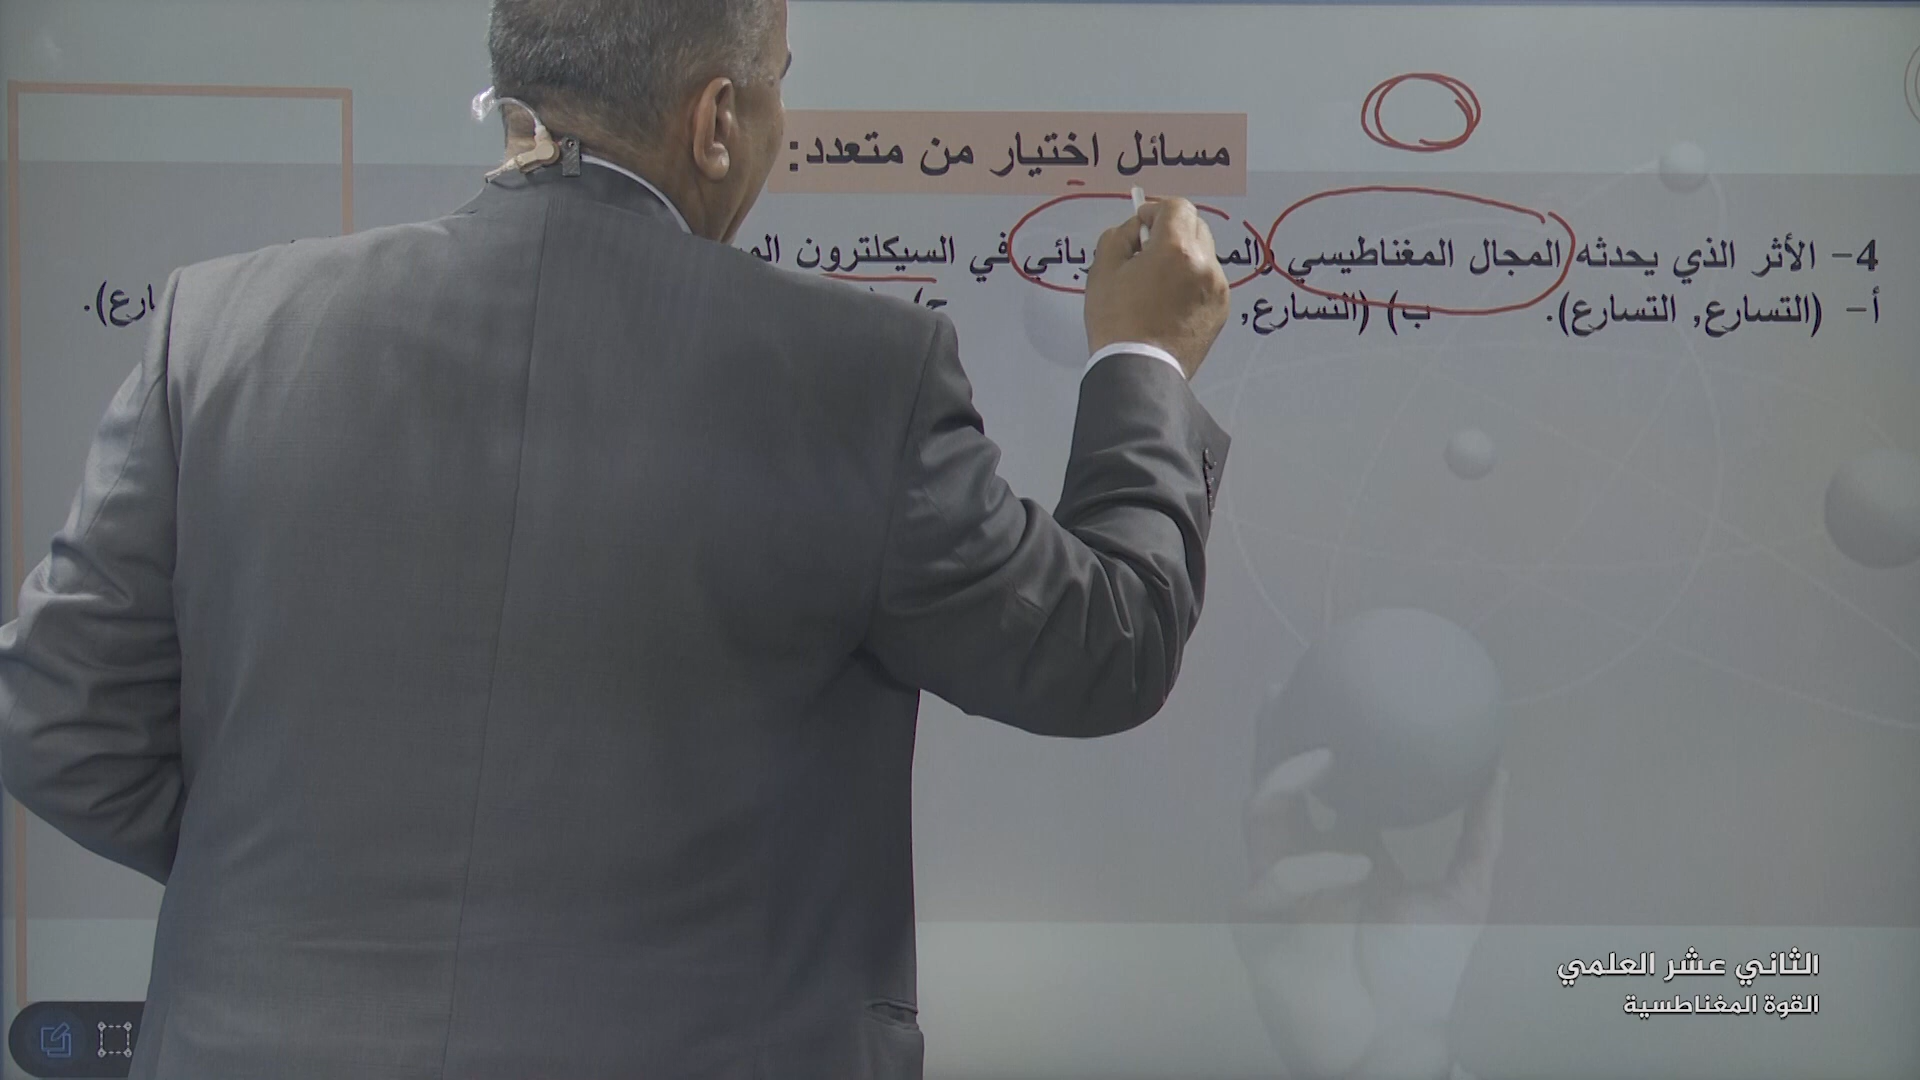 مسائل اختيار من متعدد:
4- الأثر الذي يحدثه المجال المغناطيسي في السيكلترون
أ- (التسارع, التسارع). ب) (التسارع,
الثاني عشر العلمي
القوة المغناطسية